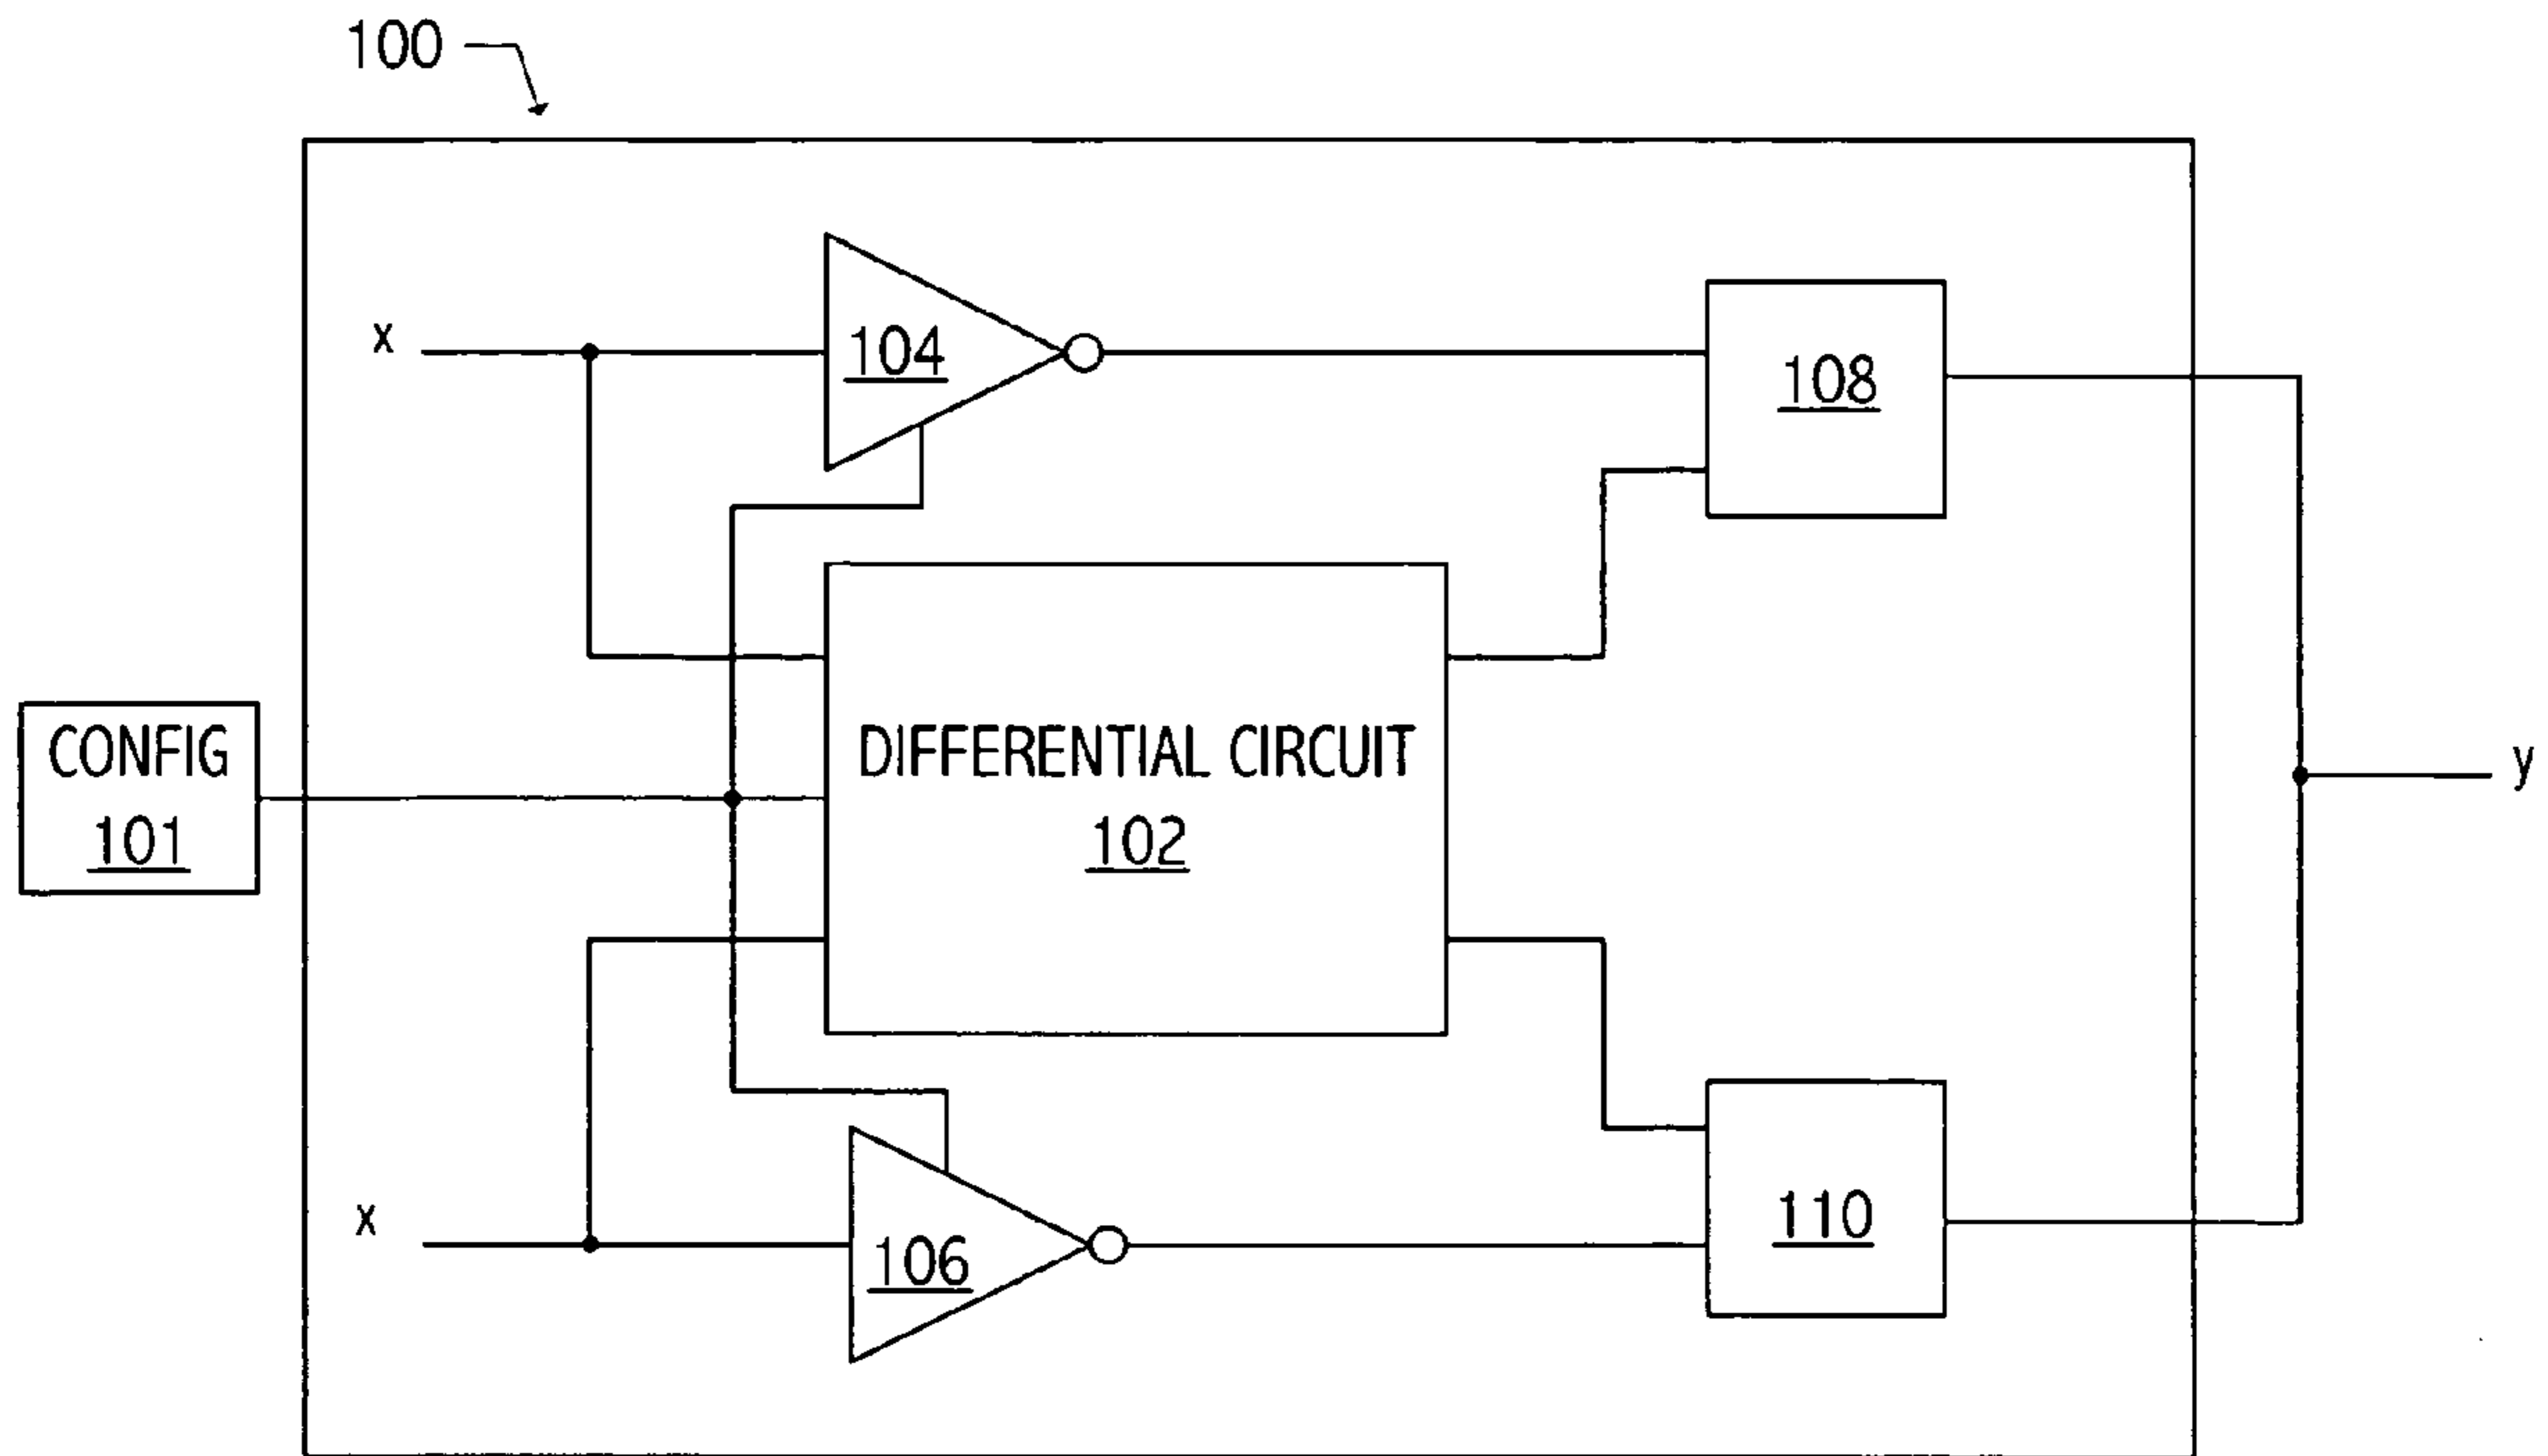 100
x
104
108
CONFIG
101
DIFFERENTIAL CIRCUIT
102
y
x
106
110